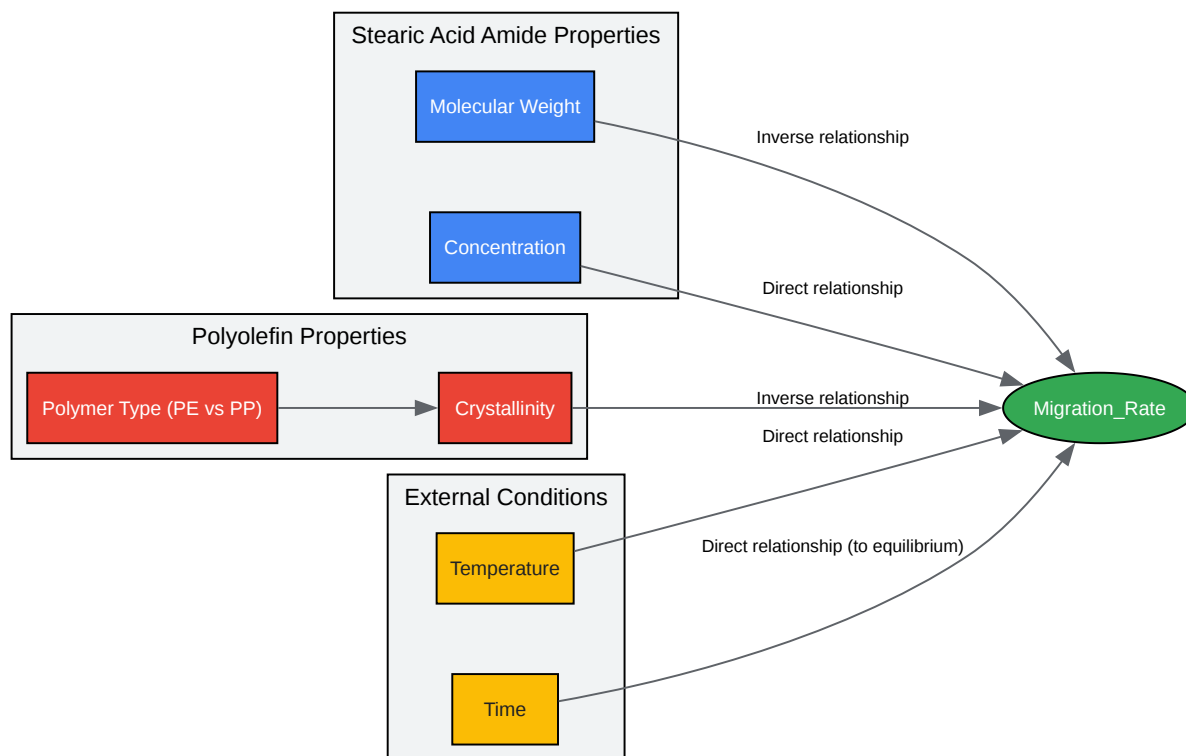 Stearic Acid Amide Properties
Molecular Weight
Inverse relationship
Concentration
Direct relationship
Polyolefin Properties
Polymer Type (PE vs PP)
Crystallinity
Inverse relationship
Migration_Rate
Direct relationship
External Conditions
Temperature
Direct relationship (to equilibrium)
Time